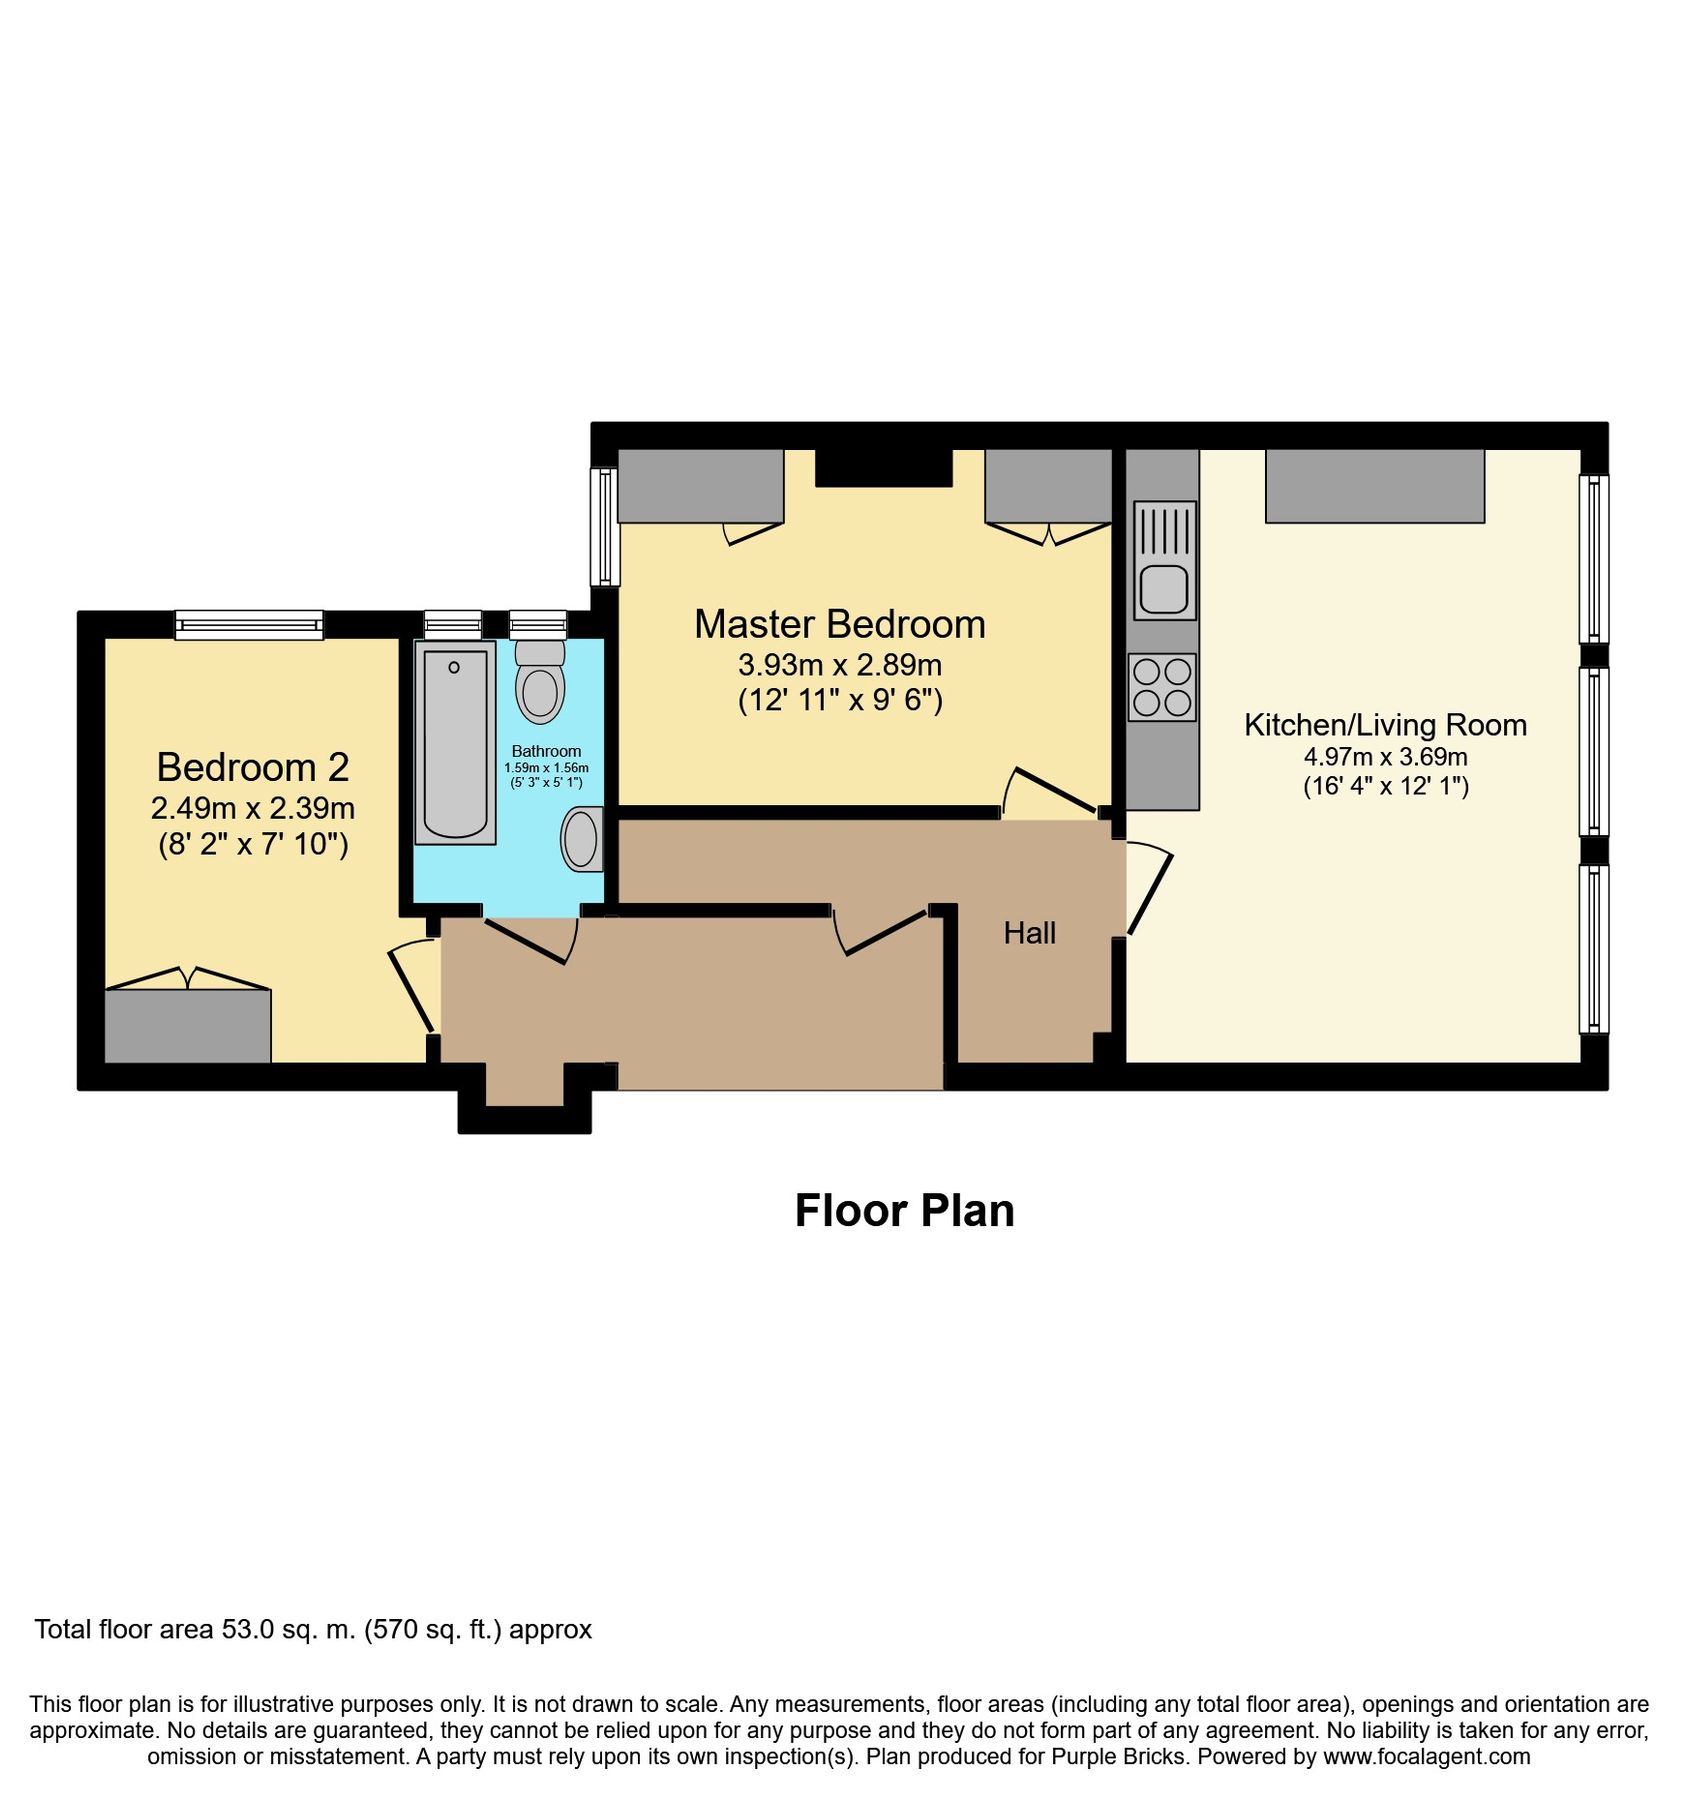 Master Bedroom
3.93m x 2.89m
(12' 11" x 9' 6")
Kitchen/Living Room
4.97m x 3.69m
(16' 4" x 12' 1")
Bathroom
1.59m x 1.56m
(5' 3" x 5' 1")
Bedroom 2
2.49m x 2.39m
(8' 2" x 7' 10")
Hall
Floor Plan
Total floor area 53.0 sq. m. (570 sq. ft.) approx
This floor plan is for illustrative purposes only. It is not drawn to scale. Any measurements, floor areas (including any total floor area), openings and orientation are
approximate. No details are guaranteed, they cannot be relied upon for any purpose and they do not form part of any agreement. No liability is taken for any error,
omission or misstatement. A party must rely upon its own inspection(s). Plan produced for Purple Bricks. Powered by www.focalagent.com